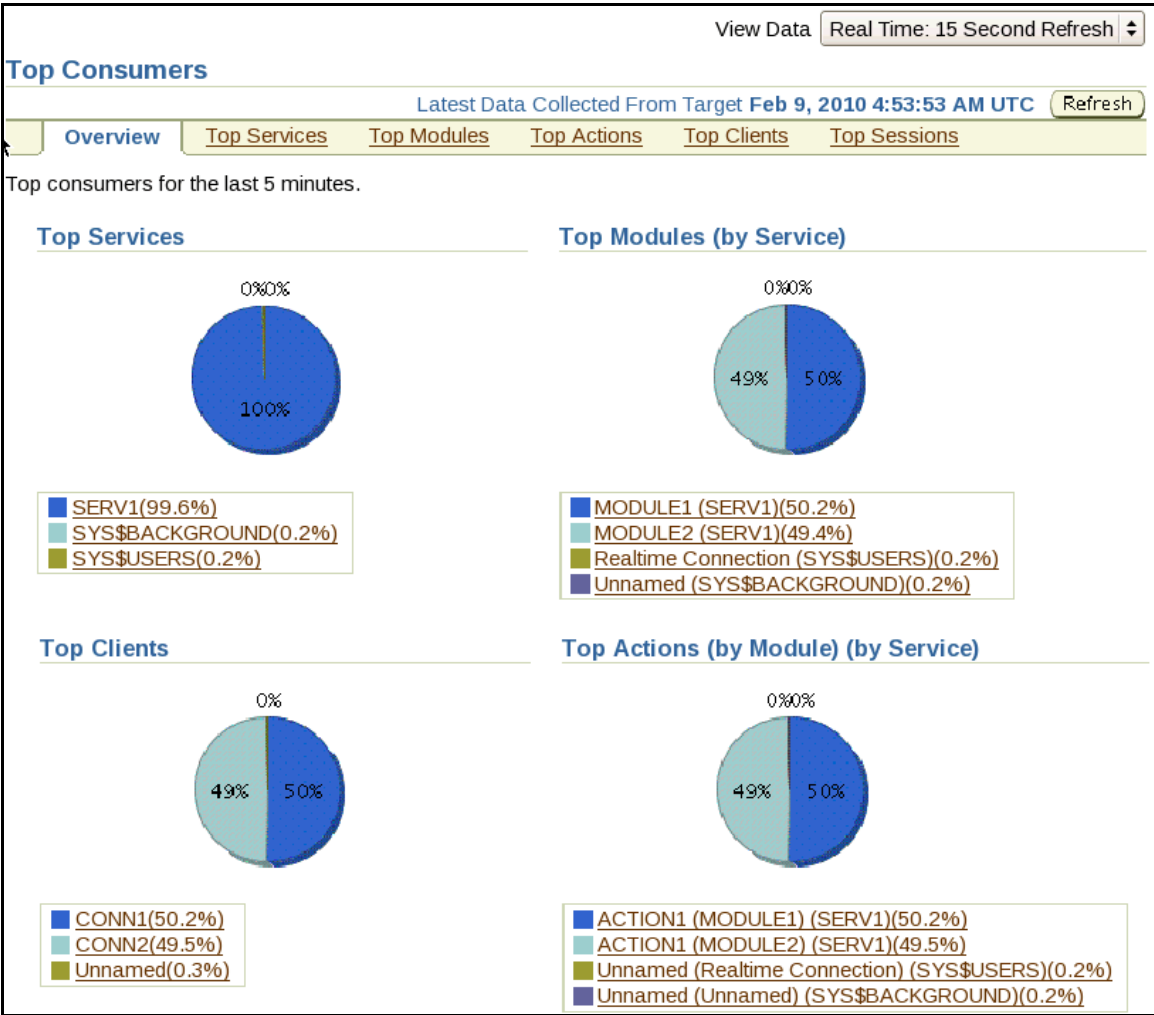 View Data Real Time: 15 Second Refresh
Top Consumers
Latest Data Collected From Target Feb 9, 2010 4:53:53 AM UTC Refresh
Overview Top Services Top Modules Top Actions Top Clients Top Sessions
Top consumers for the last 5 minutes.
Top Services
0%0%
100%
SERV1(99.6%)
SYS$BACKGROUND(0.2%)
SYS$USERS(0.2%)
Top Modules (by Service)
0%0%
49% 50%
MODULE1 (SERV1)(50.2%)
MODULE2 (SERV1)(49.4%)
Realtime Connection (SYS$USERS)(0.2%)
Unnamed (SYS$BACKGROUND)(0.2%)
Top Clients
0%
49% 50%
CONN1(50.2%)
CONN2(49.5%)
Unnamed(0.3%)
Top Actions (by Module) (by Service)
0%0%
49% 50%
ACTION1 (MODULE1) (SERV1)(50.2%)
ACTION1 (MODULE2) (SERV1)(49.5%)
Unnamed (Realtime Connection) (SYS$USERS)(0.2%)
Unnamed (Unnamed) (SYS$BACKGROUND)(0.2%)